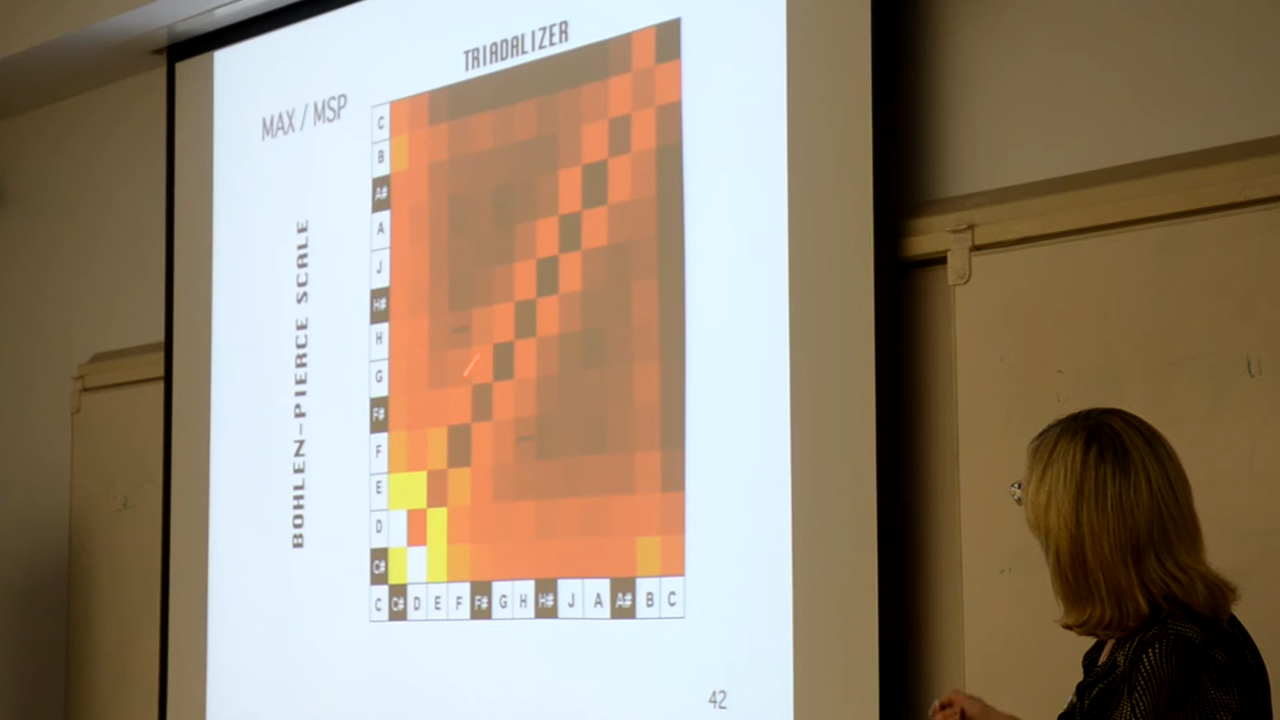 TRIADALIZER
MAX / MSP
BOHLEN-PIERCE SCALE
C
B
A#
A
J
H#
H
G
F#
F
E
D
C#
C C# D E F F# G H H# J A A# B C
42